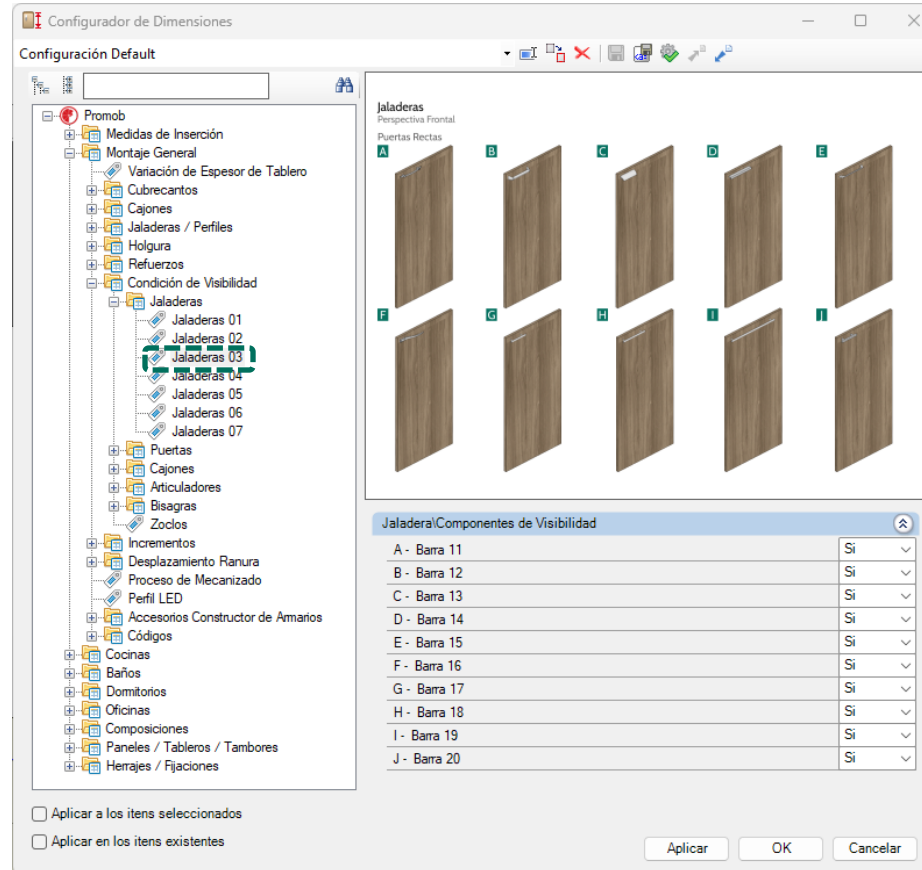 Configurador de Dimensiones
Configuración Default
Promob
Medidas de Inserción
Montaje General
Variación de Espesor de Tablero
Cubrecantos
Cajones
Jaladeras / Perfiles
Holgura
Refuerzos
Condición de Visibilidad
Jaladeras
Jaladeras 01
Jaladeras 02
Jaladeras 03
Jaladeras 04
Jaladeras 05
Jaladeras 06
Jaladeras 07
Puertas
Cajones
Articuladores
Bisagras
Zoclos
Incrementos
Desplazamiento Ranura
Proceso de Mecanizado
Perfil LED
Accesorios Constructor de Armarios
Códigos
Cocinas
Baños
Dormitorios
Oficinas
Composiciones
Paneles / Tableros / Tambores
Herrajes / Fijaciones
Jaladeras
Perspectiva Frontal
Puertas Rectas
A B C D E
F G H I J
Jaladera\Componentes de Visibilidad
A - Barra 11 Si
B - Barra 12 Si
C - Barra 13 Si
D - Barra 14 Si
E - Barra 15 Si
F - Barra 16 Si
G - Barra 17 Si
H - Barra 18 Si
I - Barra 19 Si
J - Barra 20 Si
Aplicar a los itens seleccionados
Aplicar en los itens existentes
Aplicar OK Cancelar